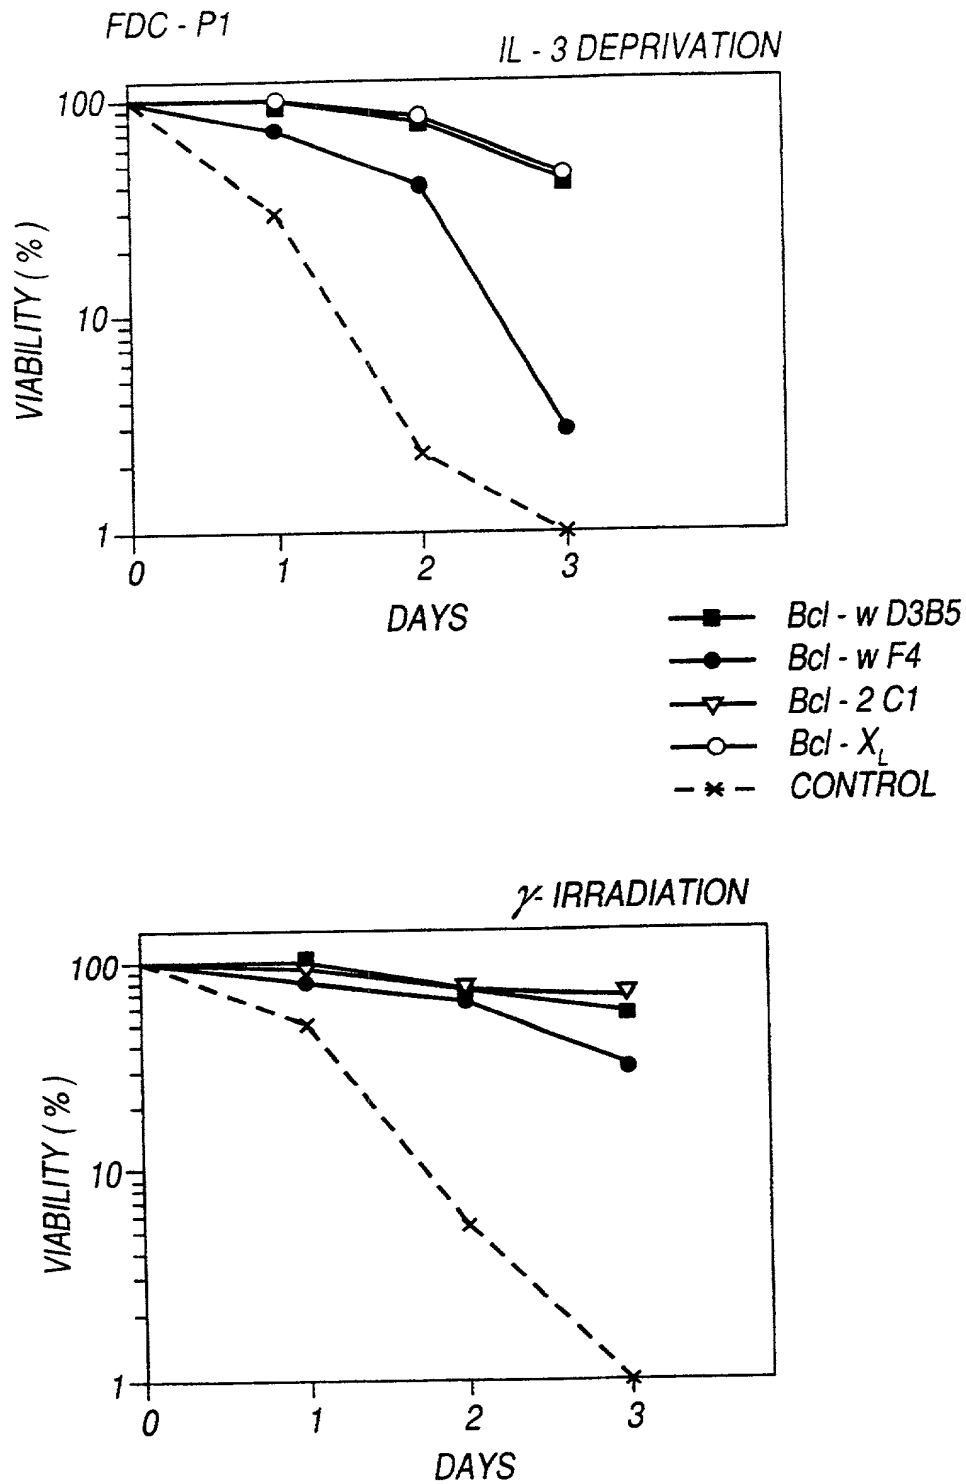 FDC - P1
IL - 3 DEPRIVATION
100
10
1
VIABILITY ( % )
0 1 2 3
DAYS
Bcl - w D3B5
Bcl - w F4
Bcl - 2 C1
Bcl - X_L
CONTROL
γ- IRRADIATION
100
10
1
VIABILITY ( % )
0 1 2 3
DAYS